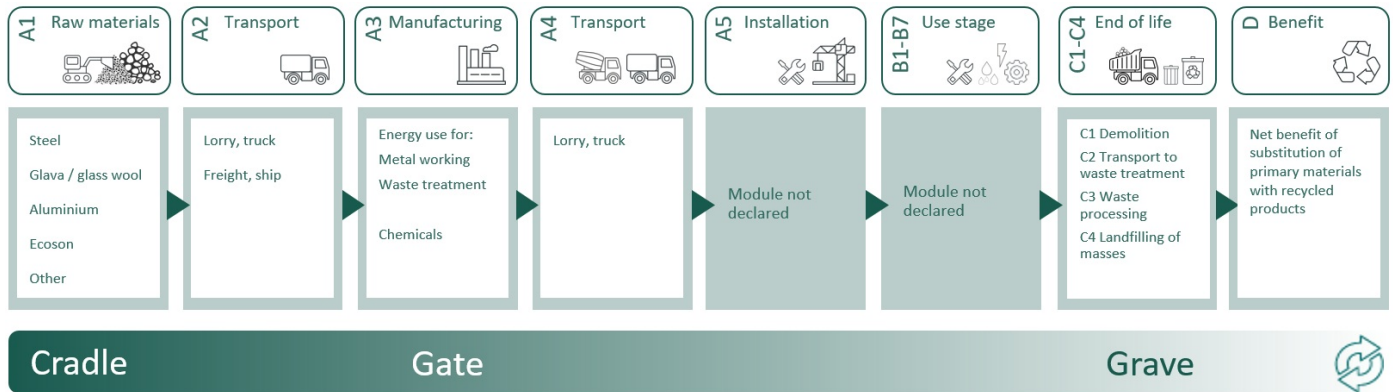 A1 Raw materials
A2 Transport
A3 Manufacturing
A4 Transport
A5 Installation
B1-B7 Use stage
C1-C4 End of life
D Benefit
Steel
Glava / glass wool
Aluminium
Ecoson
Other
Lorry, truck
Freight, ship
Energy use for:
Metal working
Waste treatment
Chemicals
Lorry, truck
Module not
declared
Module not
declared
C1 Demolition
C2 Transport to
waste treatment
C3 Waste
processing
C4 Landfilling of
masses
Net benefit of
substitution of
primary materials
with recycled
products
Cradle
Gate
Grave